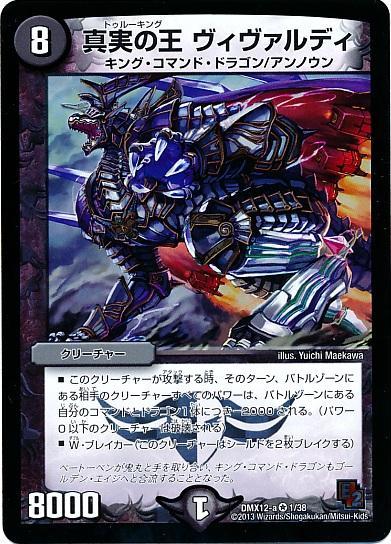 8
トゥルーキング
真実の王 ヴィヴァルディ
キング・コマンド・ドラゴン/アンノウン
illus. Yuichi Maekawa
クリーチャー
■ このクリーチャーが攻撃する時、そのターン、バトルゾーンに
ある相手のクリーチャーすべてのパワーは、バトルゾーンにある
自分のコマンドとドラゴン1体につき-2000される。(パワー
0以下のクリーチャーは破壊される)
■ W・ブレイカー(このクリーチャーはシールドを2枚ブレイクする)
ベートーベンが鬼丸と手を取り合い、キング・コマンド・ドラゴンもゴー
ルデン・エイジへと合流することとなった。
8000
DMX12-a 1/38
©2013 Wizards/Shogakukan/Mitsui-Kids